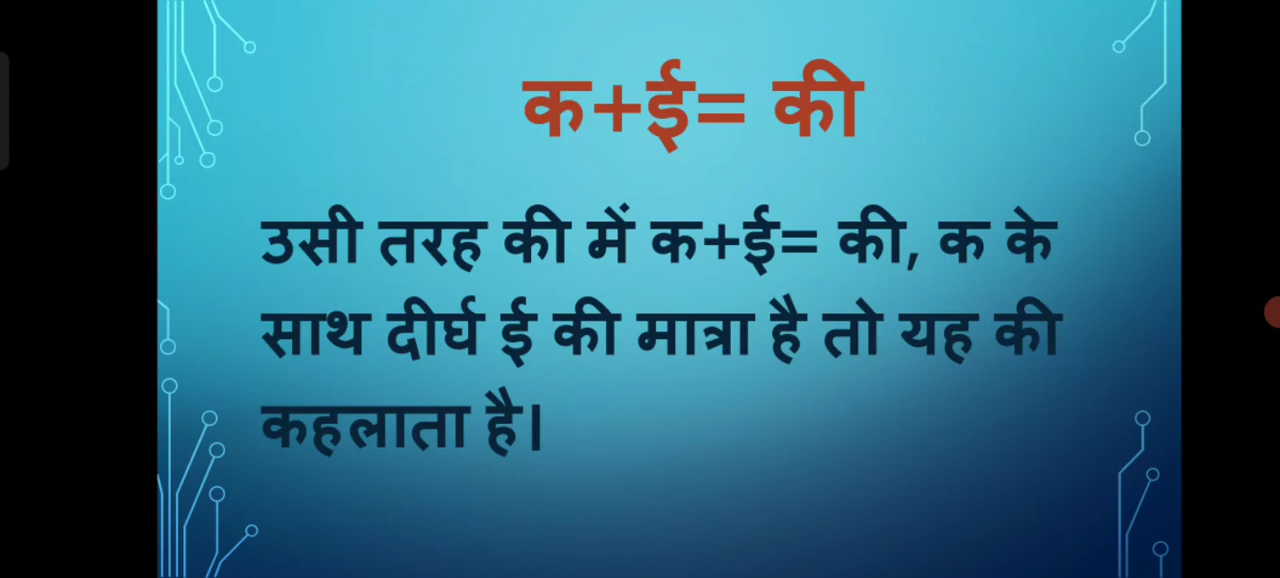 क+ई= की
उसी तरह की में क+ई= की, क के
साथ दीर्घ ई की मात्रा है तो यह की
कहलाता है।